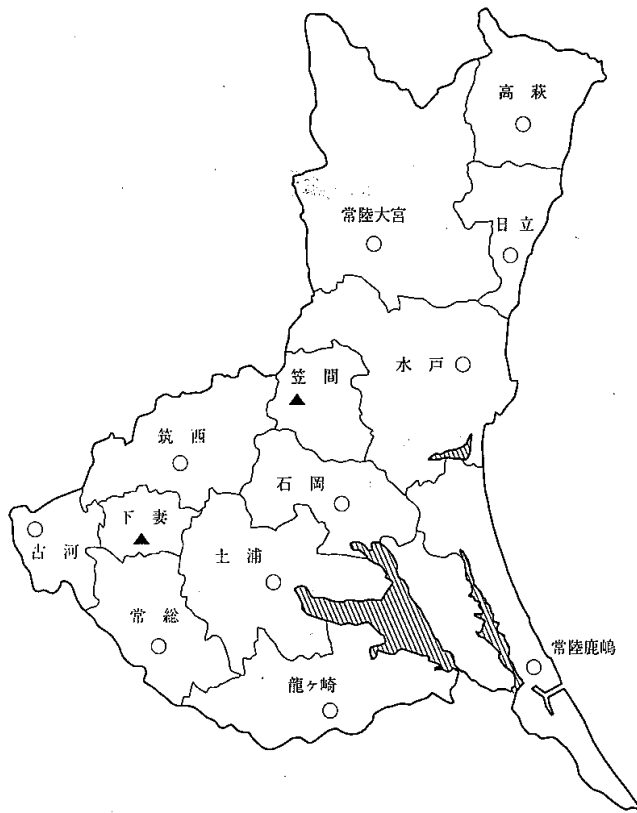 高萩
常陸大宮
日立
笠間
水戸
筑西
石岡
下妻
古河
土浦
常総
常陸鹿嶋
龍ヶ崎